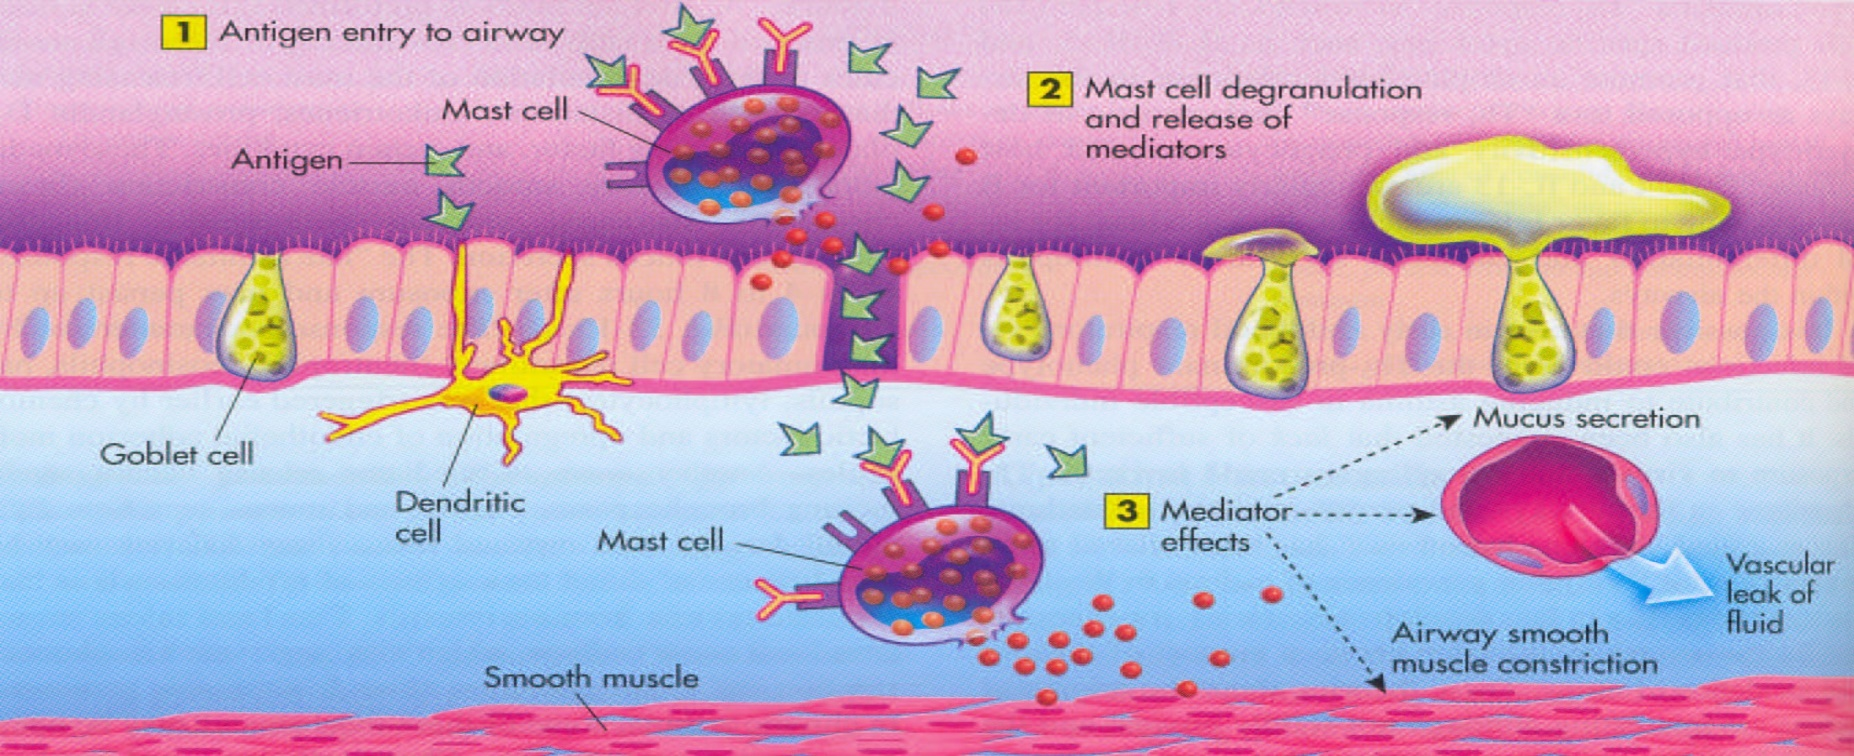 1 Antigen entry to airway
Mast cell
Antigen
2 Mast cell degranulation
and release of
mediators
Goblet cell
Dendritic
cell
Mast cell
Smooth muscle
3 Mediator
effects
Mucus secretion
Vascular
leak of
fluid
Airway smooth
muscle constriction